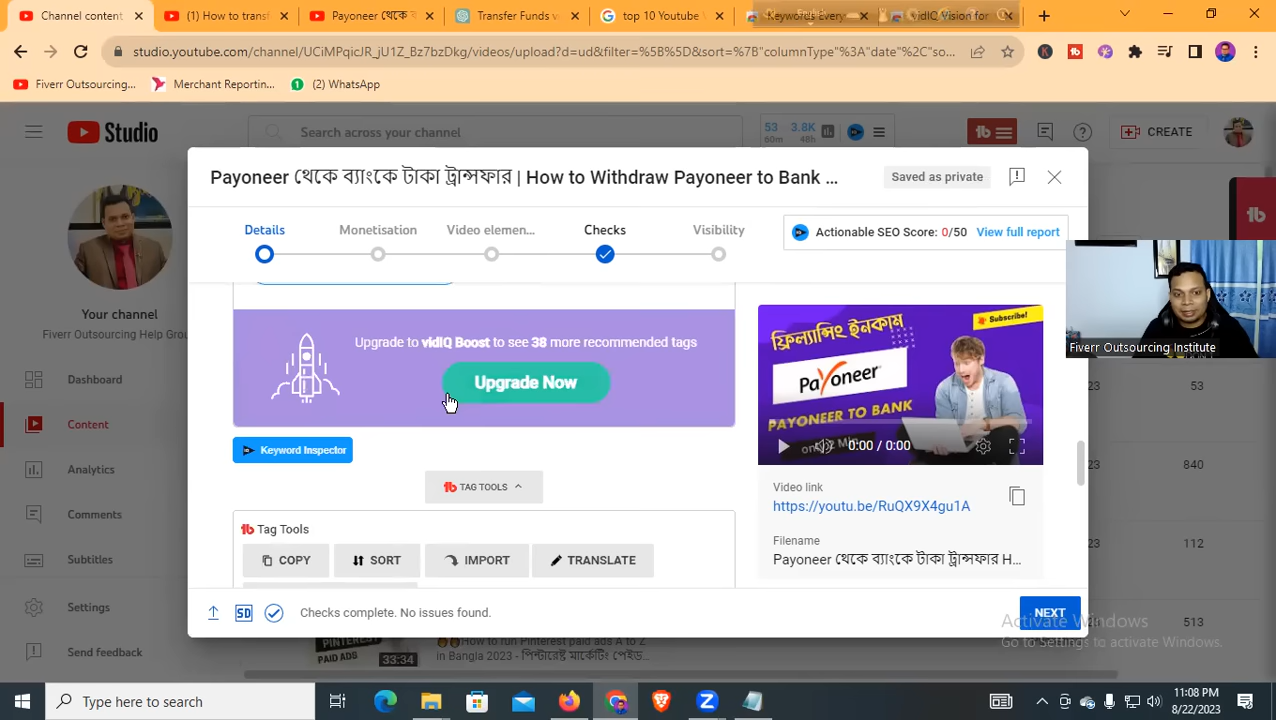 Channel content
(1) How to transf
Payoneer থেকে ব
Transfer Funds v
top 10 Youtube
Keywords Every
vidIQ Vision for
English
studio.youtube.com/channel/UCiMPqicJR_jU1Z_Bz7bzDkg/videos/upload?d=ud&filter=%5B%5D&sort=%7B"columnType"%3A"date"%2C"so...
Fiverr Outsourcing...
Merchant Reportin...
(2) WhatsApp
Studio
Search across your channel
53 3.8K
60m 48h
CREATE
Payoneer থেকে ব্যাংকে টাকা ট্রান্সফার | How to Withdraw Payoneer to Bank ...
Saved as private
Details
Monetisation
Video elemen...
Checks
Visibility
Actionable SEO Score: 0/50 View full report
Your channel
Fiverr Outsourcing Help Grou
Dashboard
Content
Analytics
Comments
Subtitles
Settings
Send feedback
Upgrade to vidIQ Boost to see 38 more recommended tags
Upgrade Now
Keyword Inspector
TAG TOOLS
Tag Tools
COPY
SORT
IMPORT
TRANSLATE
ফ্রিল্যান্সিং ইনকাম
Subscribe!
Payoneer
PAYONEER TO BANK
0:00 / 0:00
Video link
https://youtu.be/RuQX9X4gu1A
Filename
Payoneer থেকে ব্যাংকে টাকা ট্রান্সফার H...
Fiverr Outsourcing Institute
23 53
23 840
23 112
23 513
Checks complete. No issues found.
NEXT
Activate Windows
Go to Settings to activate Windows.
PAID ADS
33:34
How to run Pinterest paid ads A to Z
in Bangla 2023 - পিন্টারেস্ট মার্কেটিং পেইড...
Type here to search
11:08 PM
8/22/2023